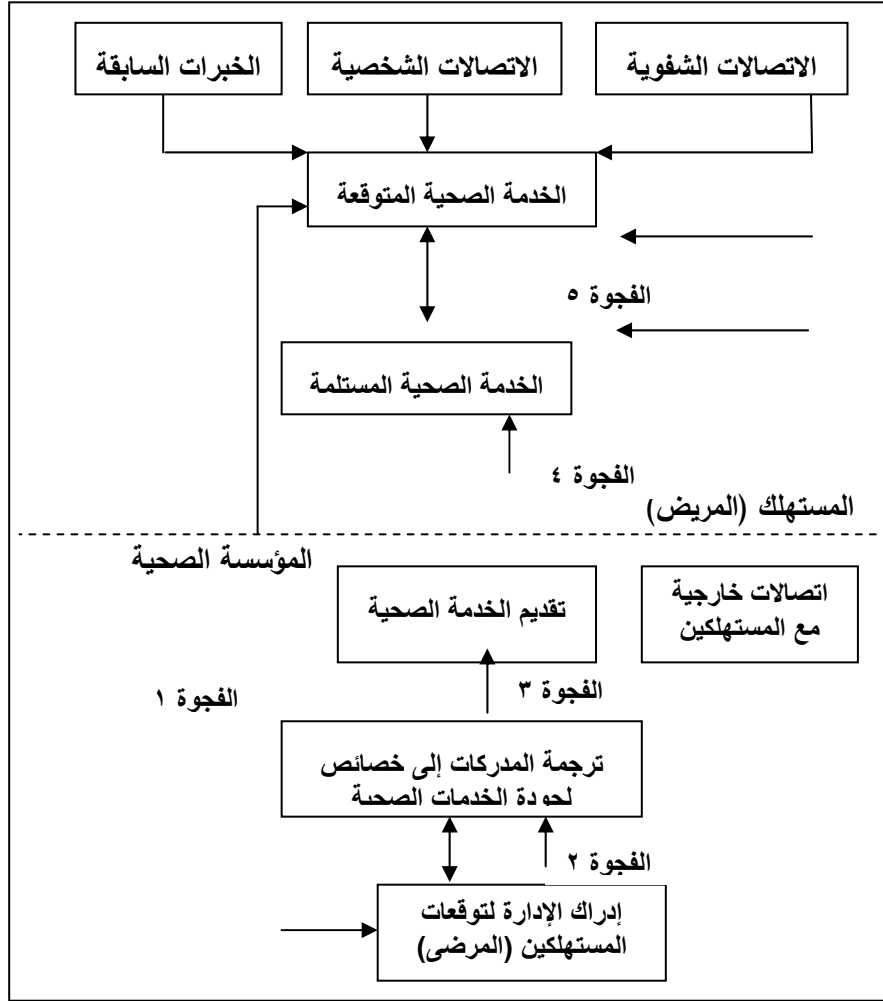 الاتصالات الشفوية
الاتصالات الشخصية
الخبرات السابقة
الخدمة الصحية المتوقعة
الفجوة ٥
الخدمة الصحية المستلمة
الفجوة ٤
المستهلك (المريض)
المؤسسة الصحية
اتصالات خارجية
مع المستهلكين
تقديم الخدمة الصحية
الفجوة ٣
الفجوة ١
ترجمة المدركات إلى خصائص
لجودة الخدمات الصحية
الفجوة ٢
إدراك الإدارة لتوقعات
المستهلكين (المرضى)